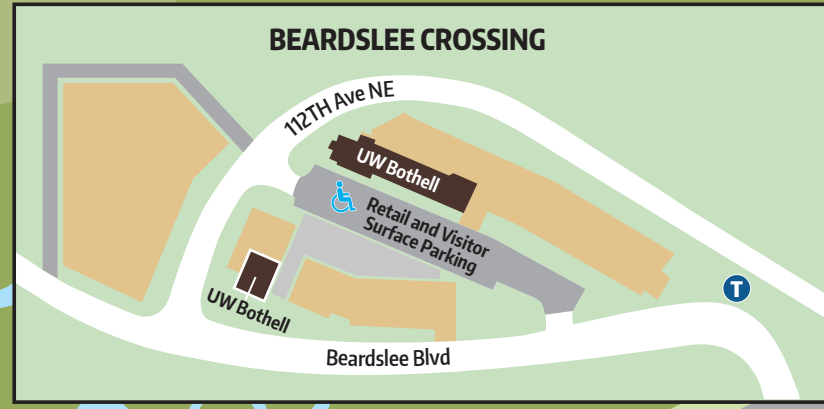 BEARDSLEE CROSSING
112TH Ave NE
UW Bothell
Retail and Visitor
Surface Parking
T
UW Bothell
Beardslee Blvd